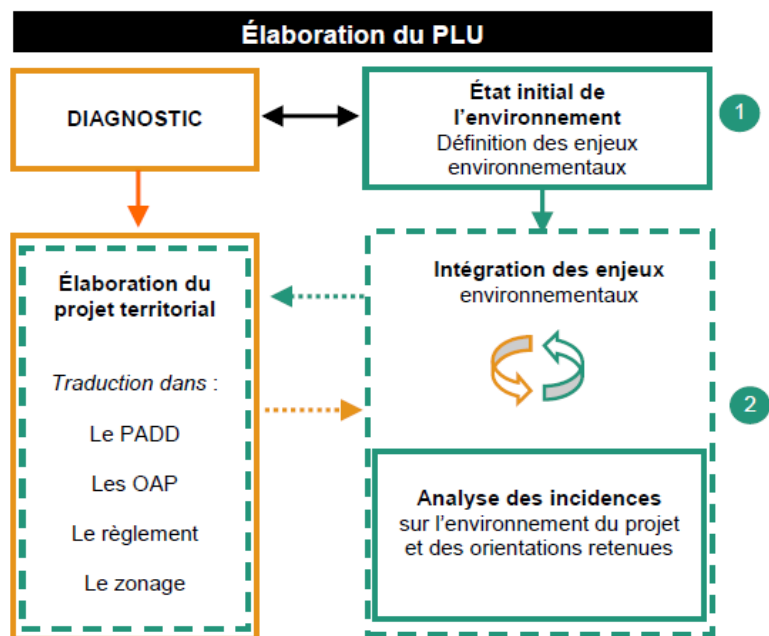 Élaboration du PLU
DIAGNOSTIC
État initial de
l’environnement
Définition des enjeux
environnementaux
1
Élaboration du
projet territorial
Traduction dans :
Le PADD
Les OAP
Le règlement
Le zonage
Intégration des enjeux
environnementaux
2
Analyse des incidences
sur l’environnement du projet
et des orientations retenues